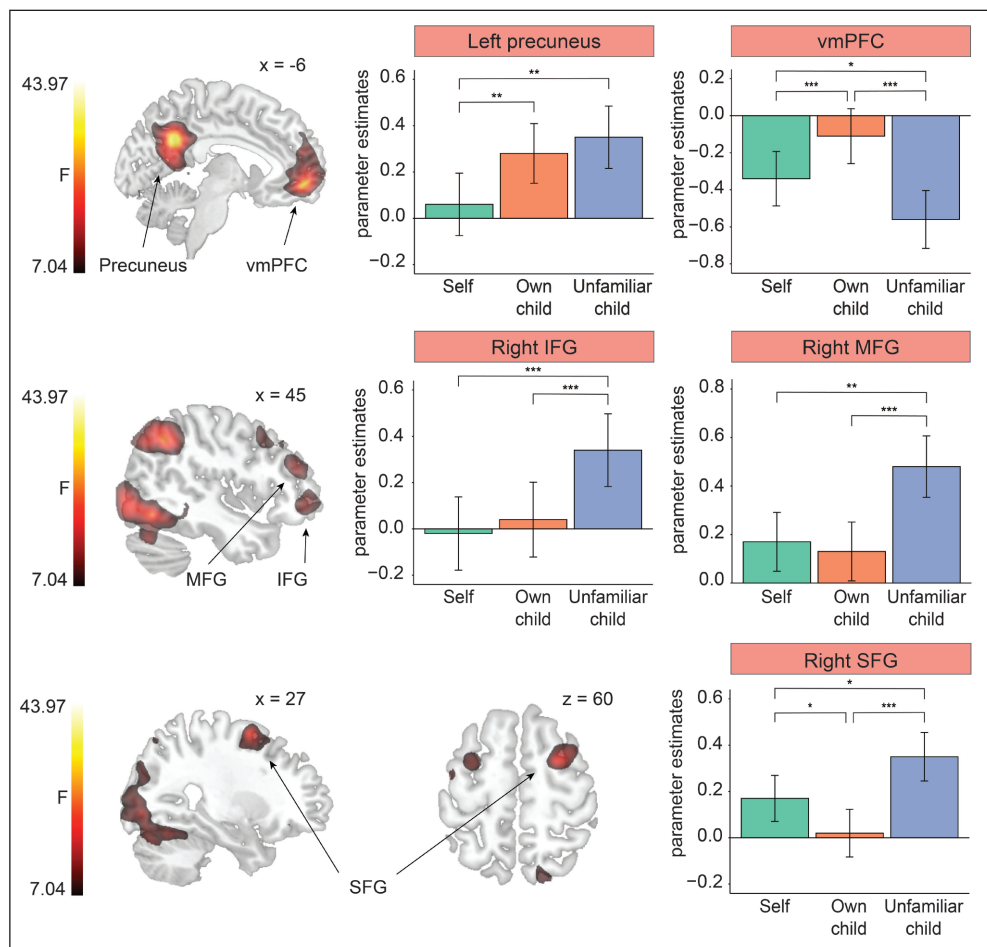 43.97
F
7.04
x = -6
Precuneus
vmPFC
Left precuneus
parameter estimates
0.6
0.4
0.2
0.0
−0.2
**
**
Self
Own child
Unfamiliar child
vmPFC
parameter estimates
0.2
0.0
−0.2
−0.4
−0.6
−0.8
*
***
***
Self
Own child
Unfamiliar child
43.97
F
7.04
x = 45
MFG
IFG
Right IFG
parameter estimates
0.6
0.4
0.2
0.0
−0.2
***
***
Self
Own child
Unfamiliar child
Right MFG
parameter estimates
0.8
0.6
0.4
0.2
0.0
**
***
Self
Own child
Unfamiliar child
43.97
F
7.04
x = 27
z = 60
SFG
Right SFG
parameter estimates
0.6
0.4
0.2
0.0
−0.2
*
*
***
Self
Own child
Unfamiliar child